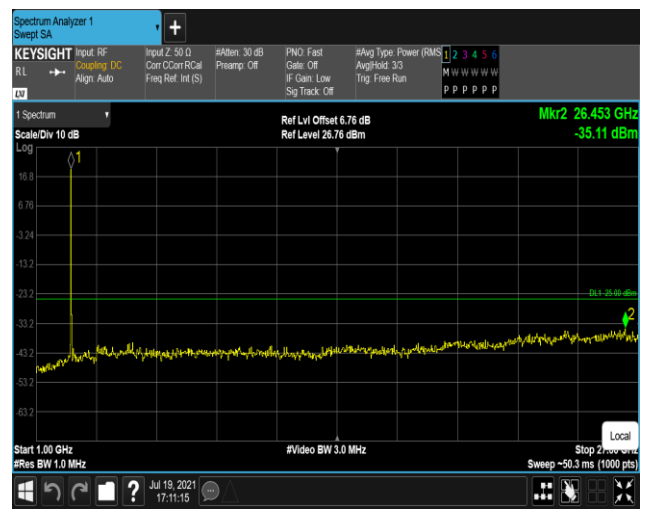 Spectrum Analyzer 1
Swept SA
+
KEYSIGHT
RL
LXI
Input: RF
Coupling: DC
Align: Auto
Input Z: 50 Ω
Corr CCorr RCal
Freq Ref: Int (S)
#Atten: 30 dB
Preamp: Off
PNO: Fast
Gate: Off
IF Gain: Low
Sig Track: Off
#Avg Type: Power (RMS
Avg|Hold: 3/3
Trig: Free Run
1 2 3 4 5 6
M W W W W W
P P P P P P
1 Spectrum
Scale/Div 10 dB
Log
Ref Lvl Offset 6.76 dB
Ref Level 26.76 dBm
Mkr2 26.453 GHz
-35.11 dBm
1
16.8
6.76
-3.24
-13.2
-23.2
-33.2
-43.2
-53.2
-63.2
DL1 -25.00 dBm
2
Local
Start 1.00 GHz
#Res BW 1.0 MHz
#Video BW 3.0 MHz
Stop 27.00 GHz
Sweep ~50.3 ms (1000 pts)
?
Jul 19, 2021
17:11:15